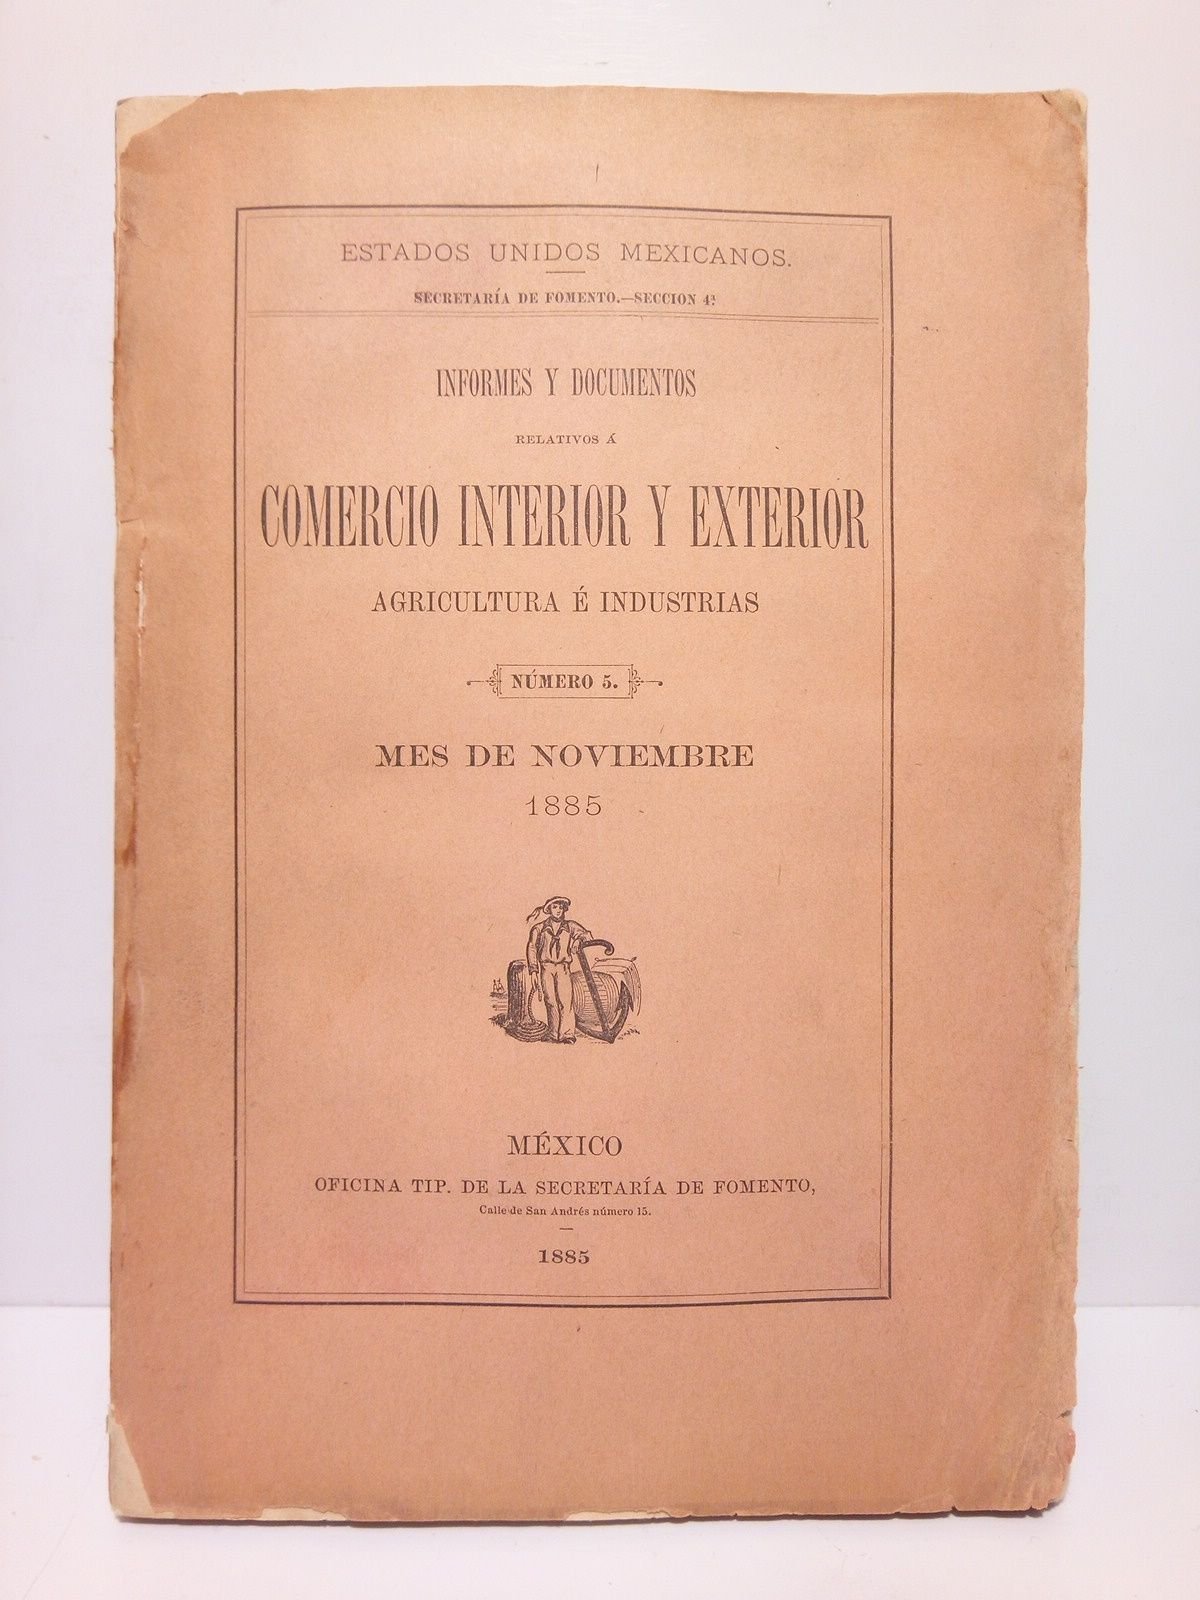 ESTADOS UNIDOS MEXICANOS.
SECRETARÍA DE FOMENTO.—SECCION 4ª
INFORMES Y DOCUMENTOS
RELATIVOS Á
COMERCIO INTERIOR Y EXTERIOR
AGRICULTURA É INDUSTRIAS
NÚMERO 5.
MES DE NOVIEMBRE
1885
MÉXICO
OFICINA TIP. DE LA SECRETARÍA DE FOMENTO,
Calle de San Andrés número 15.
1885